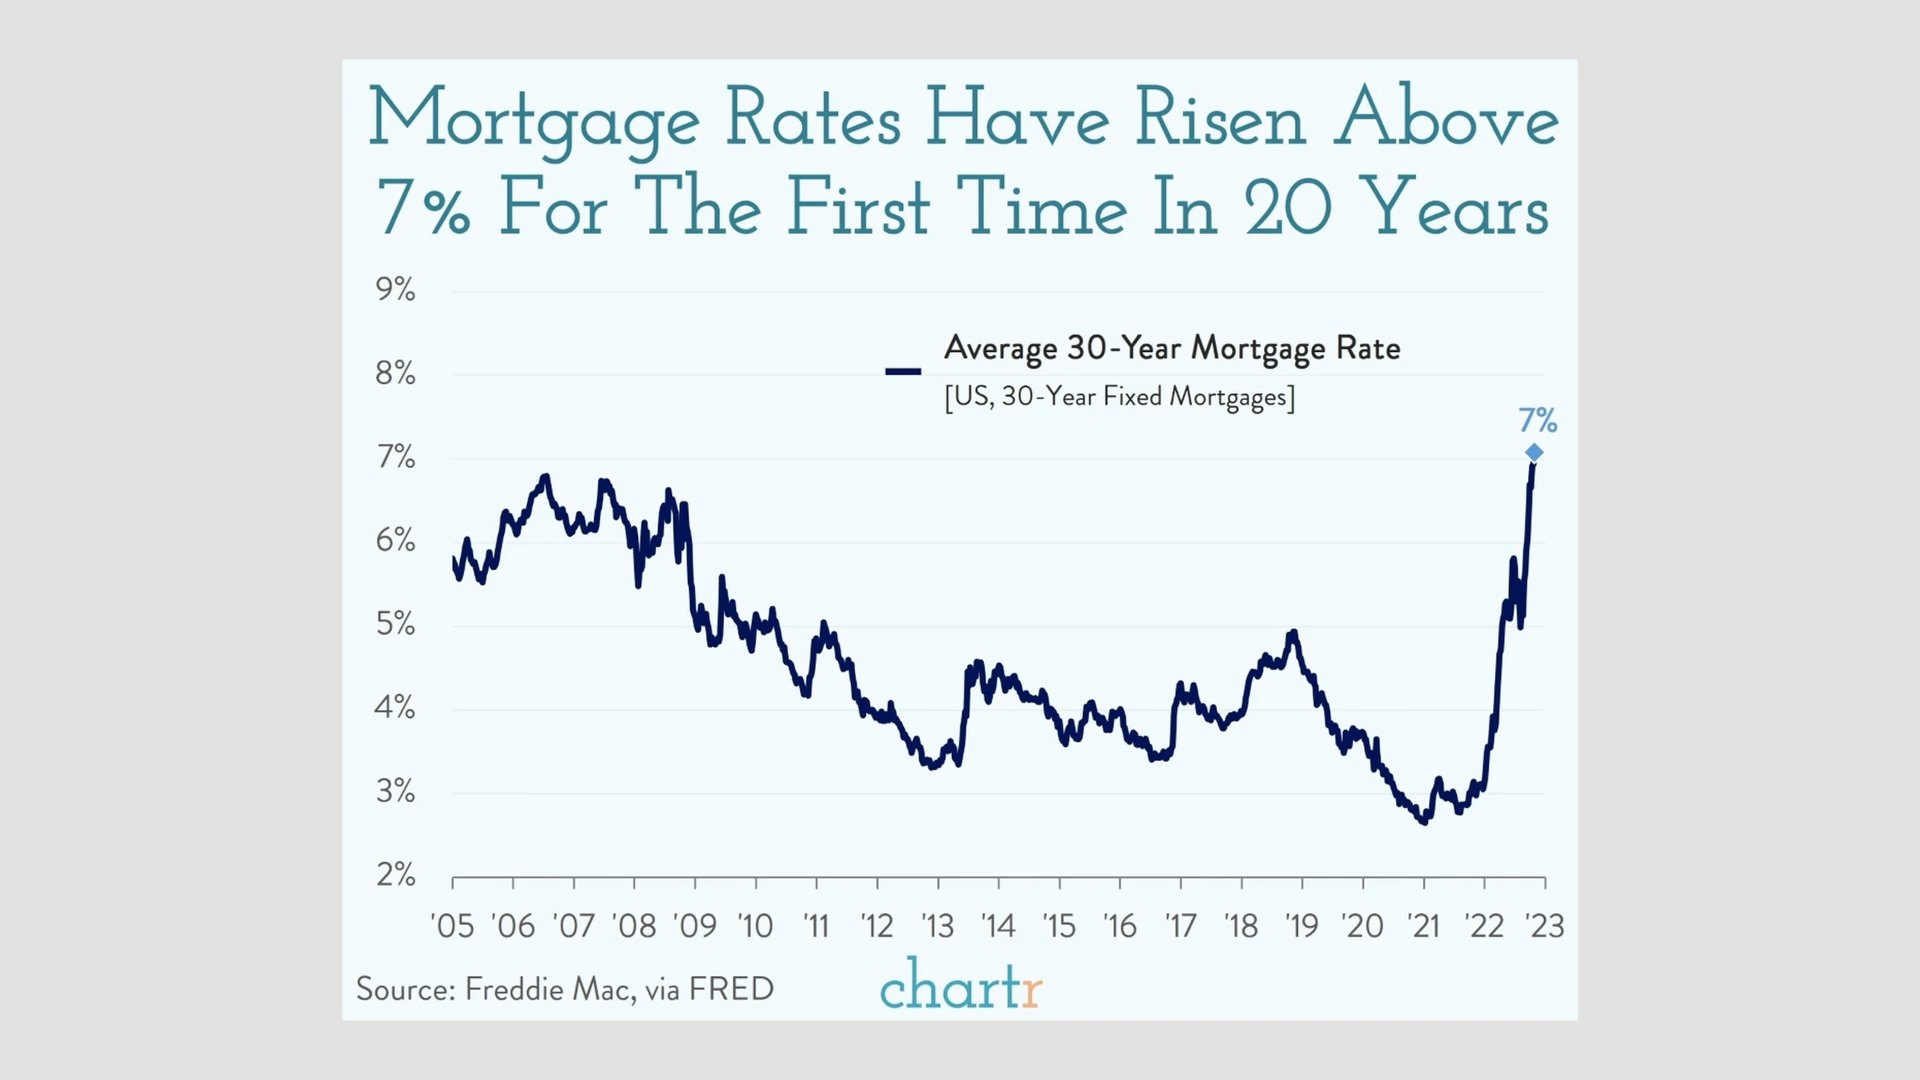 Mortgage Rates Have Risen Above
7% For The First Time In 20 Years
9%
Average 30-Year Mortgage Rate
8%
[US, 30-Year Fixed Mortgages]
7%
7%
6%
5%
4%
3%
2%
'05 '06 '07 '08 '09 '10 '11 '12 '13 '14 '15 '16 '17 '18 '19 '20 '21 '22 '23
Source: Freddie Mac, via FRED
chartr